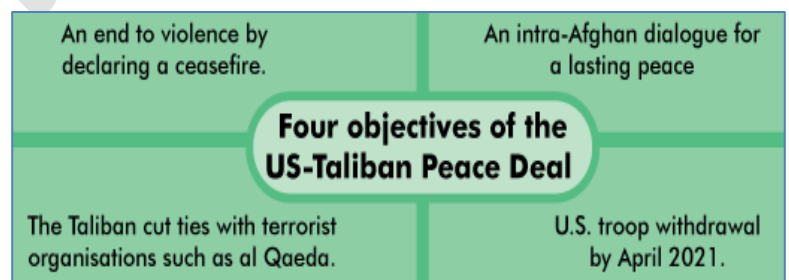 An end to violence by
declaring a ceasefire.
An intra-Afghan dialogue for
a lasting peace
Four objectives of the
US-Taliban Peace Deal
The Taliban cut ties with terrorist
organisations such as al Qaeda.
U.S. troop withdrawal
by April 2021.